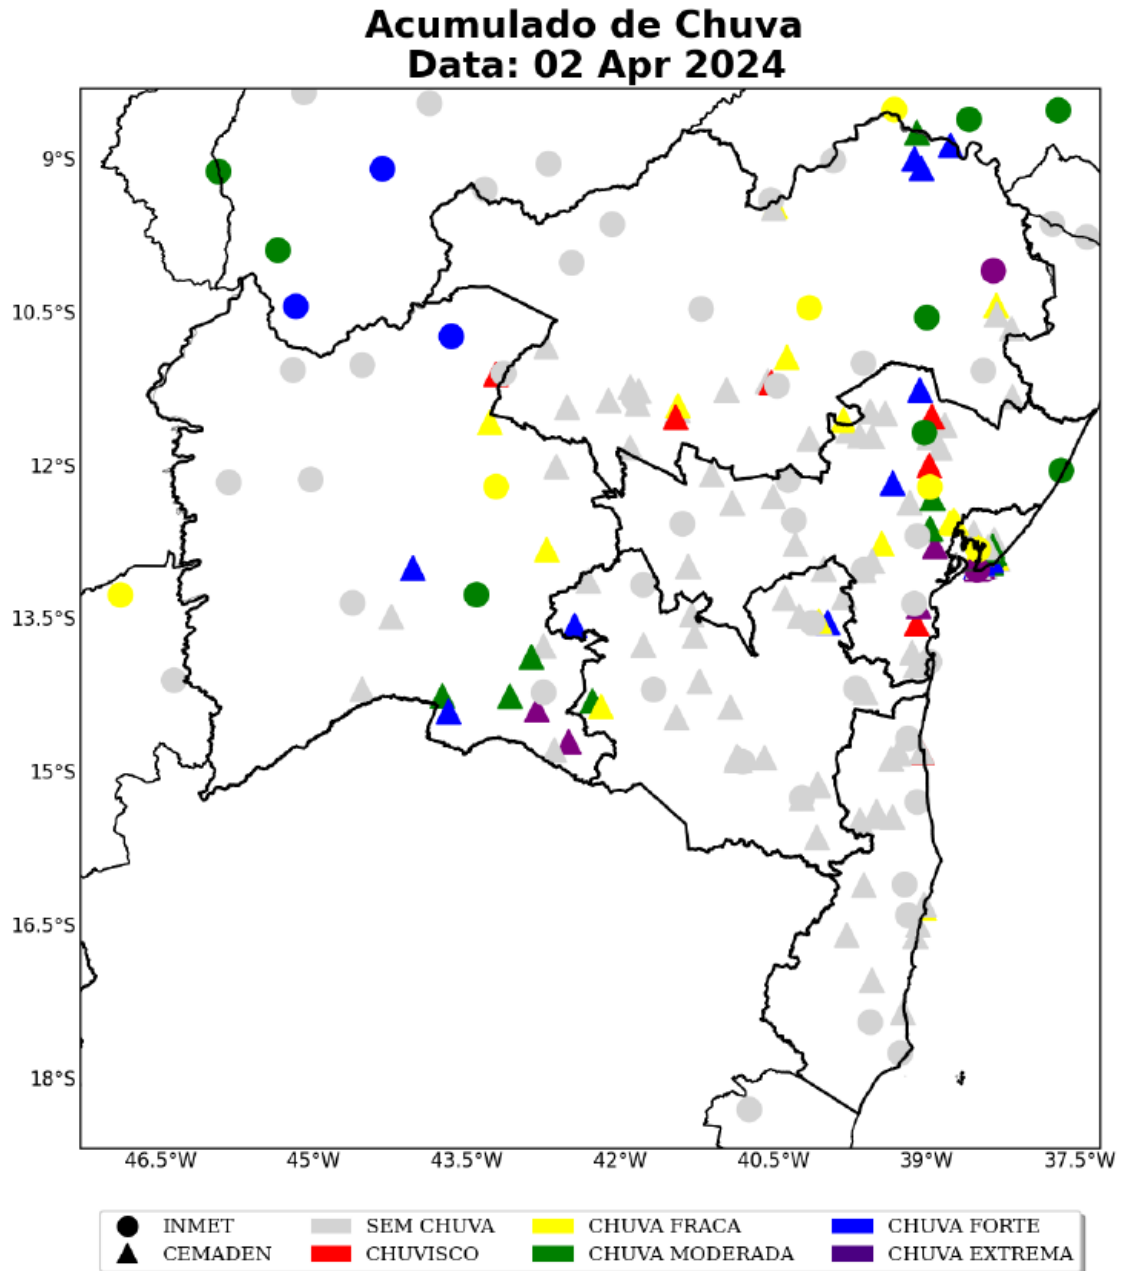 Acumulado de Chuva
Data: 02 Apr 2024
9°S
10.5°S
12°S
13.5°S
15°S
16.5°S
18°S
46.5°W 45°W 43.5°W 42°W 40.5°W 39°W 37.5°W
INMET SEM CHUVA CHUVA FRACA CHUVA FORTE
CEMADEN CHUVISCO CHUVA MODERADA CHUVA EXTREMA